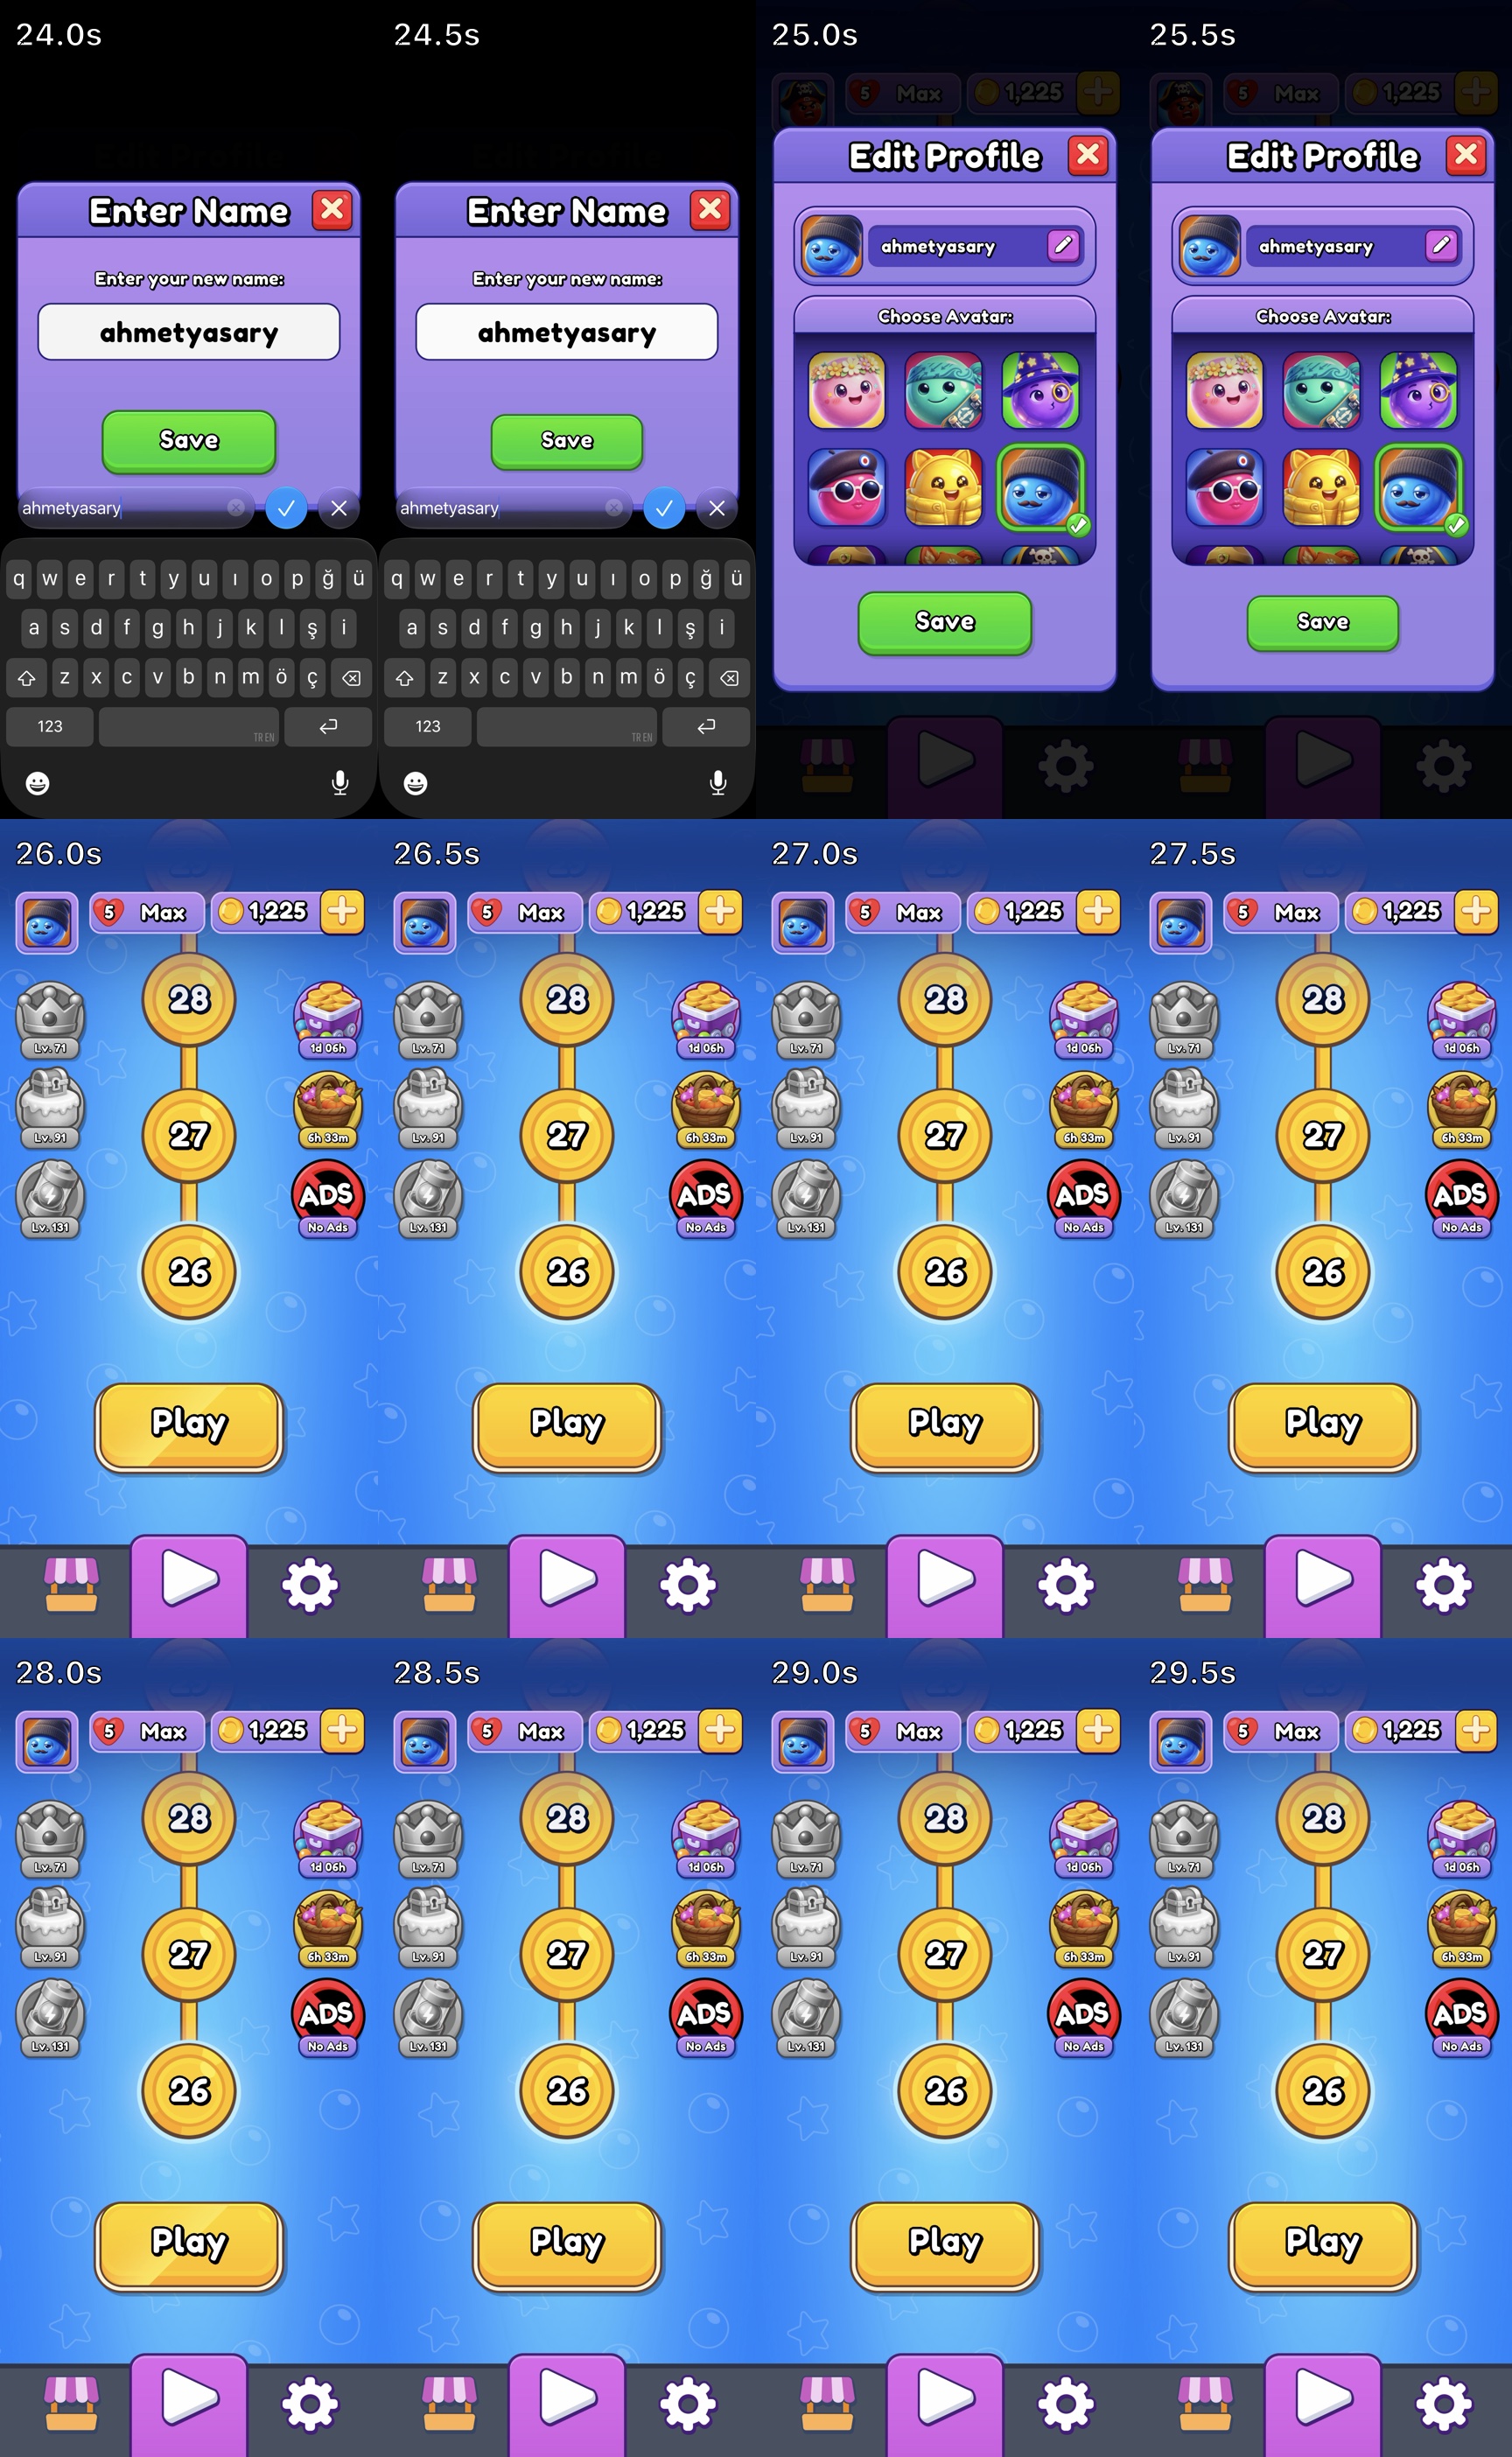 24.0s
Enter Name
Enter your new name:
ahmetyasary
Save
ahmetyasary
q w e r t y u ı o p ğ ü
a s d f g h j k l ş i
z x c v b n m ö ç
123
TR EN
24.5s
Enter Name
Enter your new name:
ahmetyasary
Save
ahmetyasary
q w e r t y u ı o p ğ ü
a s d f g h j k l ş i
z x c v b n m ö ç
123
TR EN
25.0s
5 Max 1,225
Edit Profile
ahmetyasary
Choose Avatar:
Save
25.5s
5 Max 1,225
Edit Profile
ahmetyasary
Choose Avatar:
Save
26.0s
5 Max 1,225
28
Lv. 71
1d 06h
27
Lv. 91
6h 33m
ADS
Lv. 131
No Ads
26
Play
26.5s
5 Max 1,225
28
Lv. 71
1d 06h
27
Lv. 91
6h 33m
ADS
Lv. 131
No Ads
26
Play
27.0s
5 Max 1,225
28
Lv. 71
1d 06h
27
Lv. 91
6h 33m
ADS
Lv. 131
No Ads
26
Play
27.5s
5 Max 1,225
28
Lv. 71
1d 06h
27
Lv. 91
6h 33m
ADS
Lv. 131
No Ads
26
Play
28.0s
5 Max 1,225
28
Lv. 71
1d 06h
27
Lv. 91
6h 33m
ADS
Lv. 131
No Ads
26
Play
28.5s
5 Max 1,225
28
Lv. 71
1d 06h
27
Lv. 91
6h 33m
ADS
Lv. 131
No Ads
26
Play
29.0s
5 Max 1,225
28
Lv. 71
1d 06h
27
Lv. 91
6h 33m
ADS
Lv. 131
No Ads
26
Play
29.5s
5 Max 1,225
28
Lv. 71
1d 06h
27
Lv. 91
6h 33m
ADS
Lv. 131
No Ads
26
Play